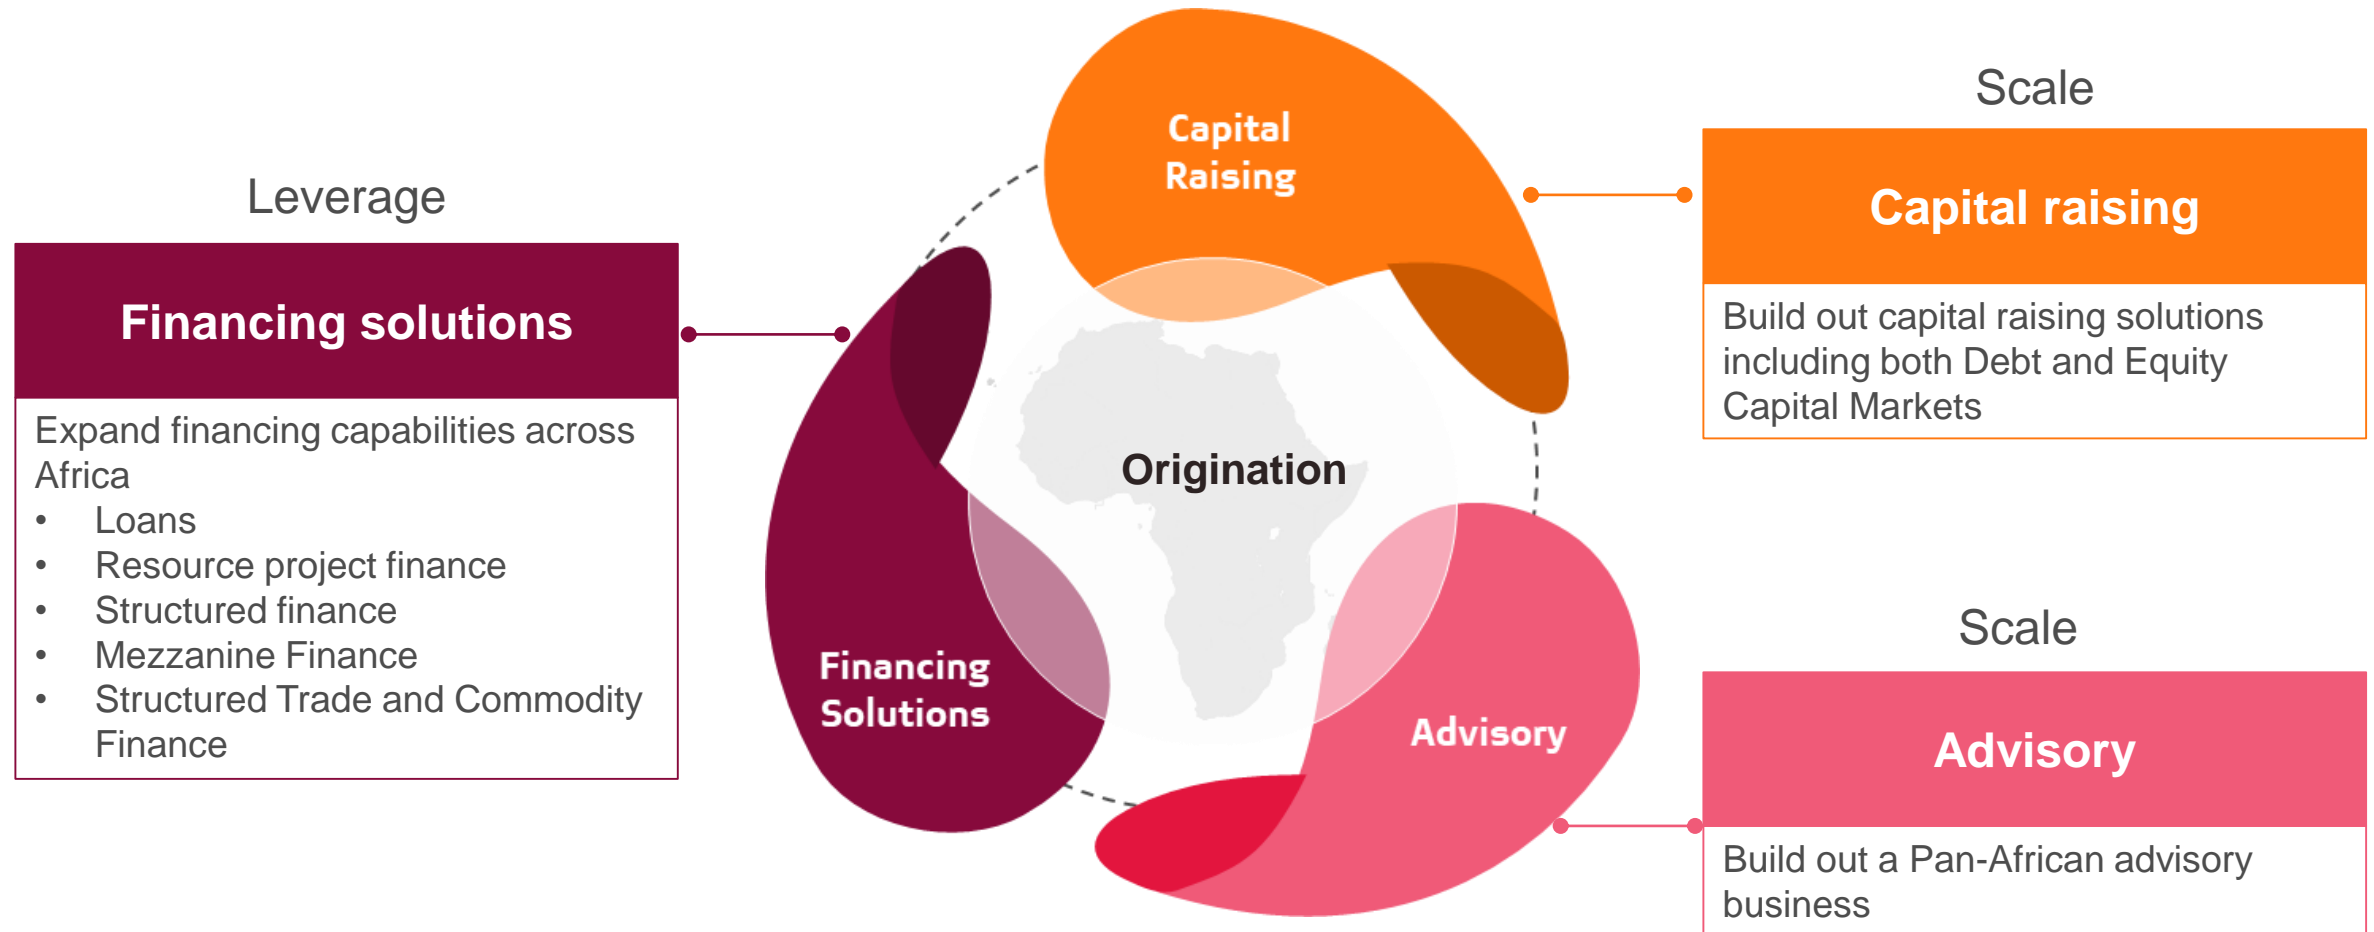 Leverage
Financing solutions
Expand financing capabilities across
Africa
• Loans
• Resource project finance
• Structured finance
• Mezzanine Finance
• Structured Trade and Commodity
Finance
Capital
Raising
Origination
Financing
Solutions
Advisory
Scale
Capital raising
Build out capital raising solutions
including both Debt and Equity
Capital Markets
Scale
Advisory
Build out a Pan-African advisory
business